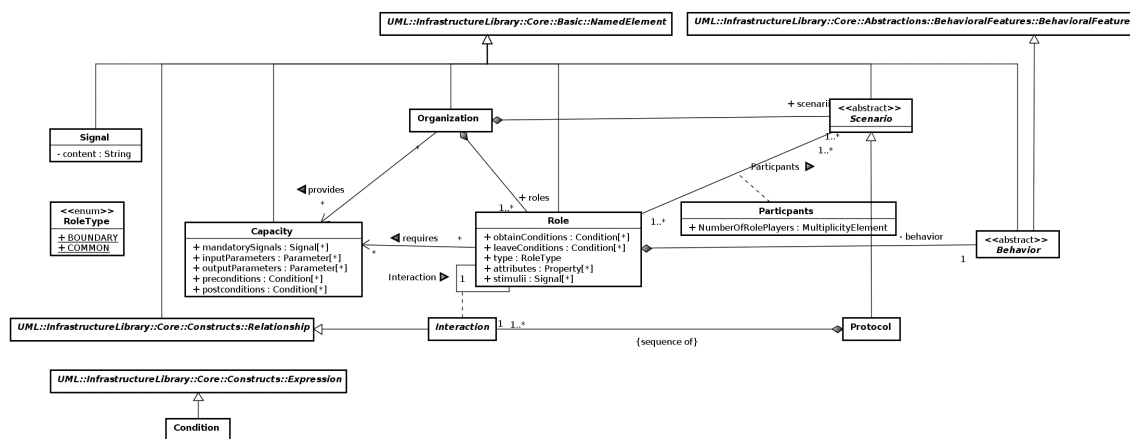 UML::InfrastructureLibrary::Core::Basic::NamedElement
UML::InfrastructureLibrary::Core::Abstractions::BehavioralFeatures::BehavioralFeature
Signal
- content : String
Organization
+ scenarii
<<abstract>>
Scenario
1..*
1..*
*
Particpants
provides
*
+ roles
1..*
1..*
<<enum>>
RoleType
+ BOUNDARY
+ COMMON
Capacity
+ mandatorySignals : Signal[*]
+ inputParameters : Parameter[*]
+ outputParameters : Parameter[*]
+ preconditions : Condition[*]
+ postconditions : Condition[*]
requires
*
*
Role
+ obtainConditions : Condition[*]
+ leaveConditions : Condition[*]
+ type : RoleType
+ attributes : Property[*]
+ stimulii : Signal[*]
Particpants
+ NumberOfRolePlayers : MultiplicityElement
- behavior
1
<<abstract>>
Behavior
Interaction
1
UML::InfrastructureLibrary::Core::Constructs::Relationship
Interaction
1
1..*
{sequence of}
Protocol
UML::InfrastructureLibrary::Core::Constructs::Expression
Condition